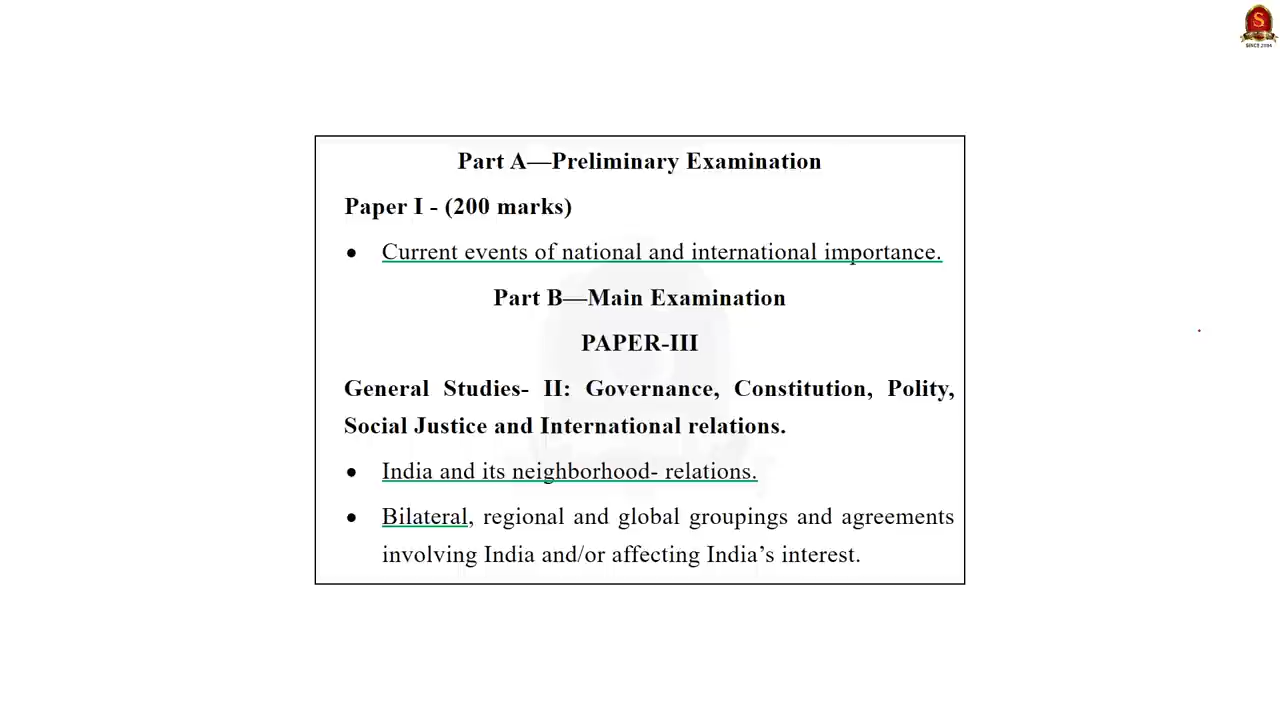 S
SINCE 2004
Part A—Preliminary Examination
Paper I - (200 marks)
• Current events of national and international importance.
Part B—Main Examination
PAPER-III
General Studies- II: Governance, Constitution, Polity,
Social Justice and International relations.
• India and its neighborhood- relations.
• Bilateral, regional and global groupings and agreements
involving India and/or affecting India’s interest.